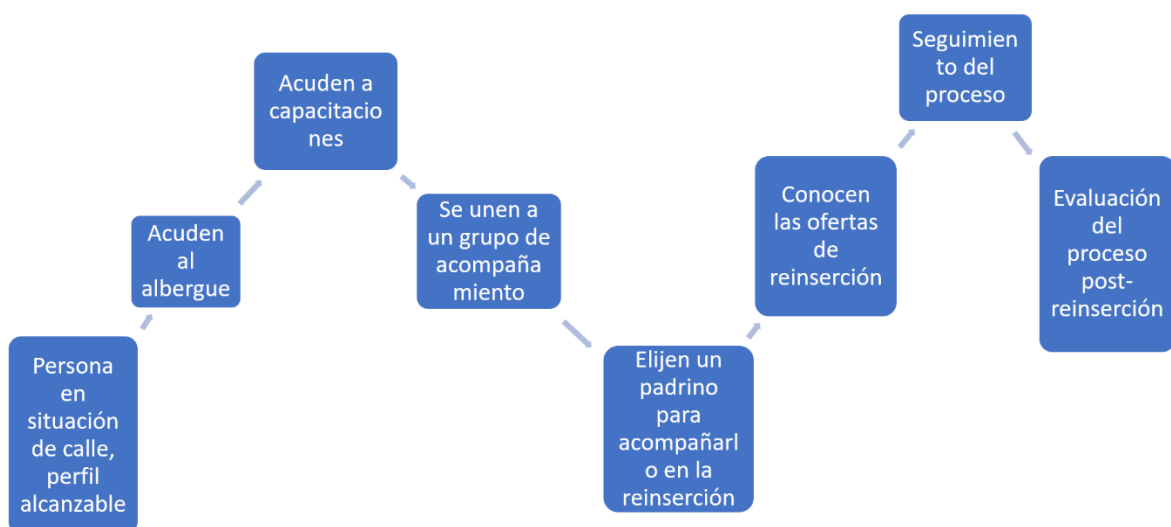 Persona
en
situación
de calle,
perfil
alcanzable
Acuden
al
albergue
Acuden a
capacitacio
nes
Se unen a
un grupo de
acompaña
miento
Elijen un
padrino
para
acompañarl
o en la
reinserción
Conocen
las ofertas
de
reinserción
Seguimien
to del
proceso
Evaluación
del
proceso
post-
reinserción